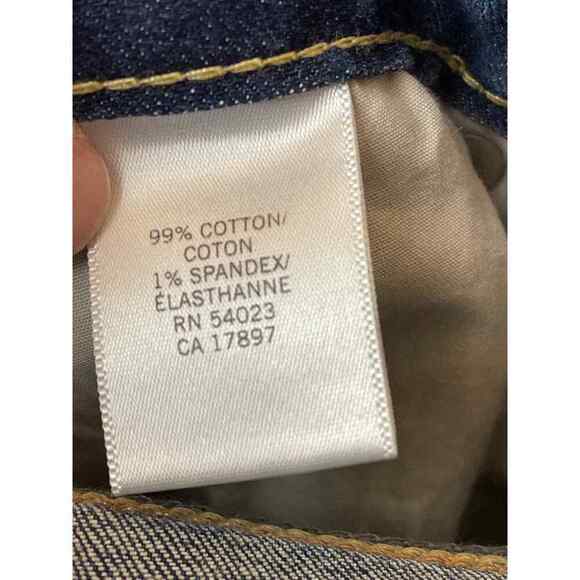 99% COTTON/
COTON
1% SPANDEX/
ÉLASTHANNE
RN 54023
CA 17897